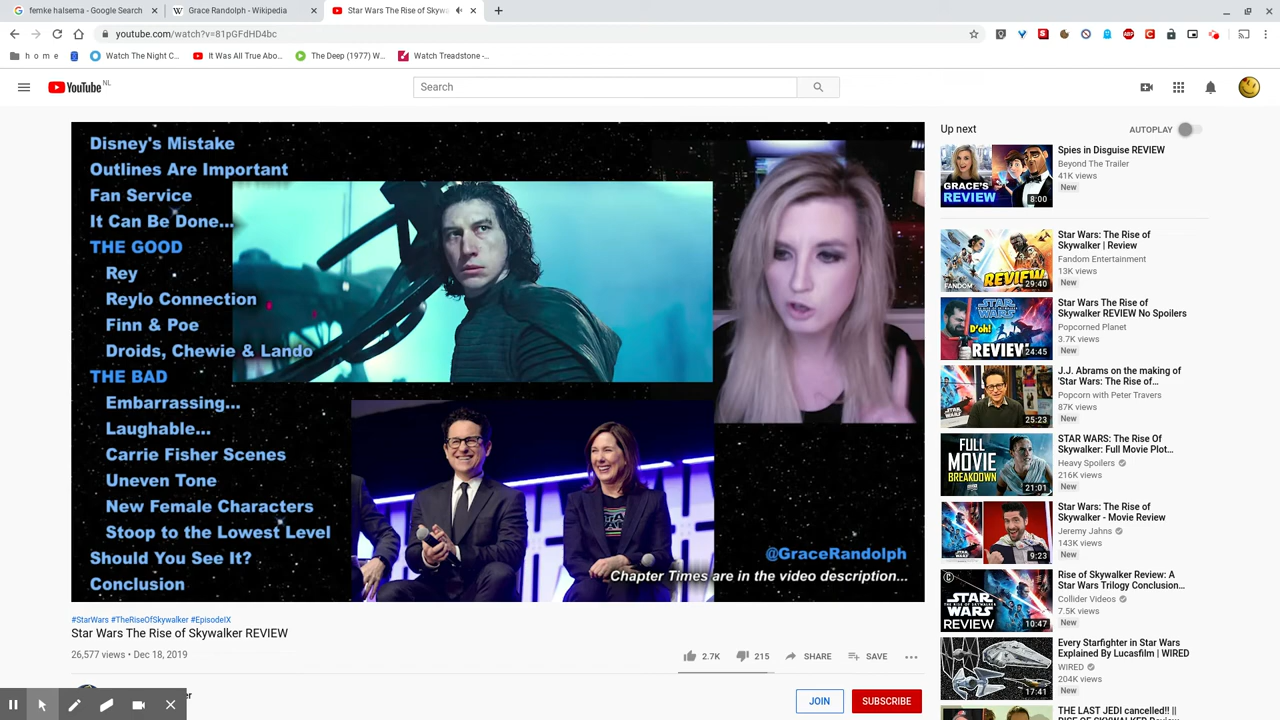 femke halsema - Google Search
Grace Randolph - Wikipedia
Star Wars The Rise of Skywa
youtube.com/watch?v=81pGFdHD4bc
h o m e
Watch The Night C...
It Was All True Abo...
The Deep (1977) W...
Watch Treadstone -...
YouTube NL
Search
Disney's Mistake
Outlines Are Important
Fan Service
It Can Be Done...
THE GOOD
Rey
Reylo Connection
Finn & Poe
Droids, Chewie & Lando
THE BAD
Embarrassing...
Laughable...
Carrie Fisher Scenes
Uneven Tone
New Female Characters
Stoop to the Lowest Level
Should You See It?
Conclusion
@GraceRandolph
Chapter Times are in the video description...
#StarWars #TheRiseOfSkywalker #EpisodeIX
Star Wars The Rise of Skywalker REVIEW
26,577 views • Dec 18, 2019
2.7K
215
SHARE
SAVE
JOIN
SUBSCRIBE
Up next
AUTOPLAY
GRACE'S
REVIEW
8:00
Spies in Disguise REVIEW
Beyond The Trailer
41K views
New
FANDOM
REVIEW
29:40
Star Wars: The Rise of
Skywalker | Review
Fandom Entertainment
13K views
New
STAR WARS
D'oh!
REVIEW
24:45
Star Wars The Rise of
Skywalker REVIEW No Spoilers
Popcorned Planet
3.7K views
New
25:23
J.J. Abrams on the making of
'Star Wars: The Rise of...
Popcorn with Peter Travers
87K views
New
FULL
MOVIE
BREAKDOWN
21:01
STAR WARS: The Rise Of
Skywalker: Full Movie Plot...
Heavy Spoilers
216K views
New
9:23
Star Wars: The Rise of
Skywalker - Movie Review
Jeremy Jahns
143K views
New
STAR
WARS
REVIEW
10:47
Rise of Skywalker Review: A
Star Wars Trilogy Conclusion...
Collider Videos
7.5K views
New
17:41
Every Starfighter in Star Wars
Explained By Lucasfilm | WIRED
WIRED
204K views
New
THE LAST JEDI cancelled!! ||